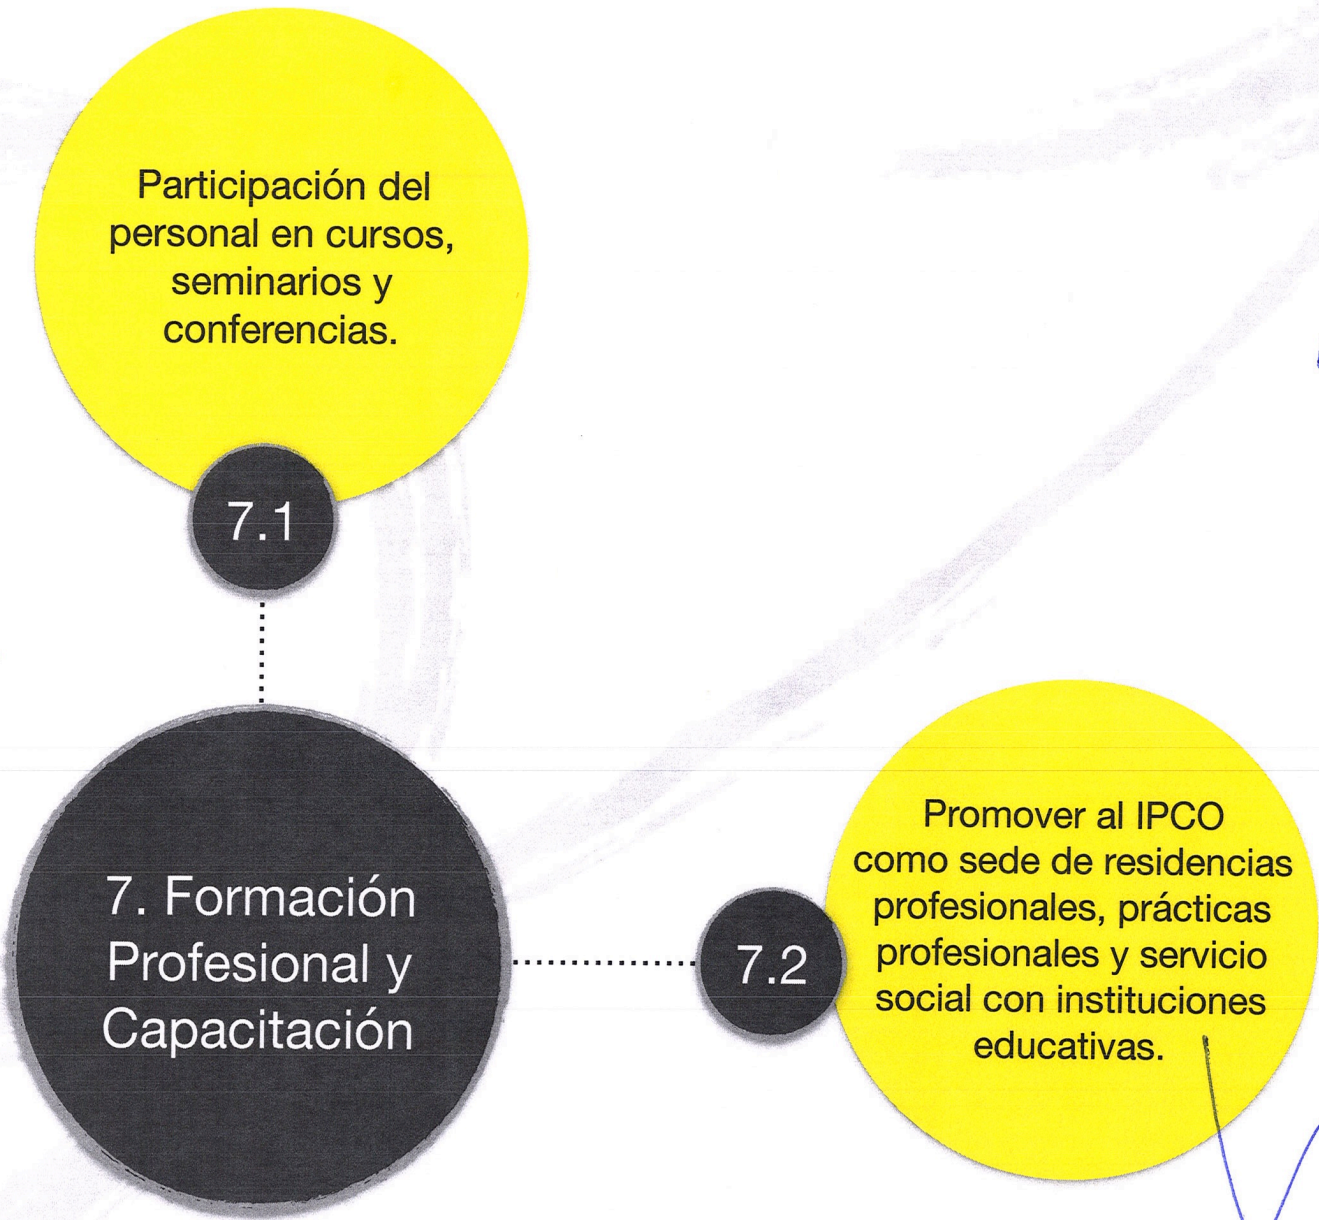 Participación del
personal en cursos,
seminarios y
conferencias.
7.1
7. Formación
Profesional y
Capacitación
7.2
Promover al IPCO
como sede de residencias
profesionales, prácticas
profesionales y servicio
social con instituciones
educativas.